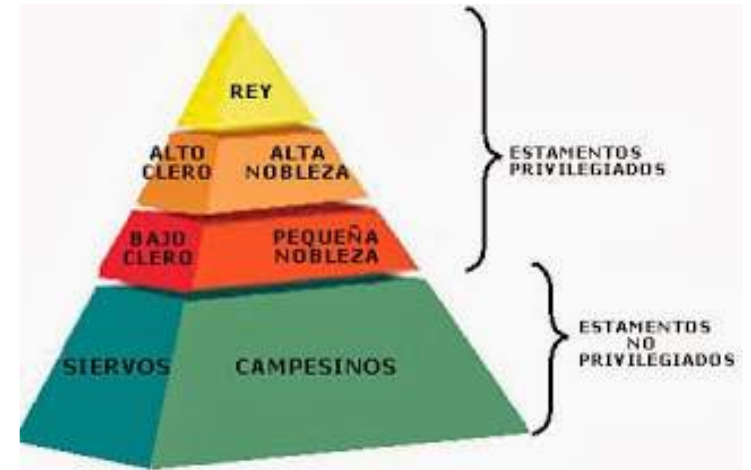 REY
ALTO
CLERO
ALTA
NOBLEZA
ESTAMENTOS
PRIVILEGIADOS
BAJO
CLERO
PEQUEÑA
NOBLEZA
SIERVOS
CAMPESINOS
ESTAMENTOS
NO
PRIVILEGIADOS